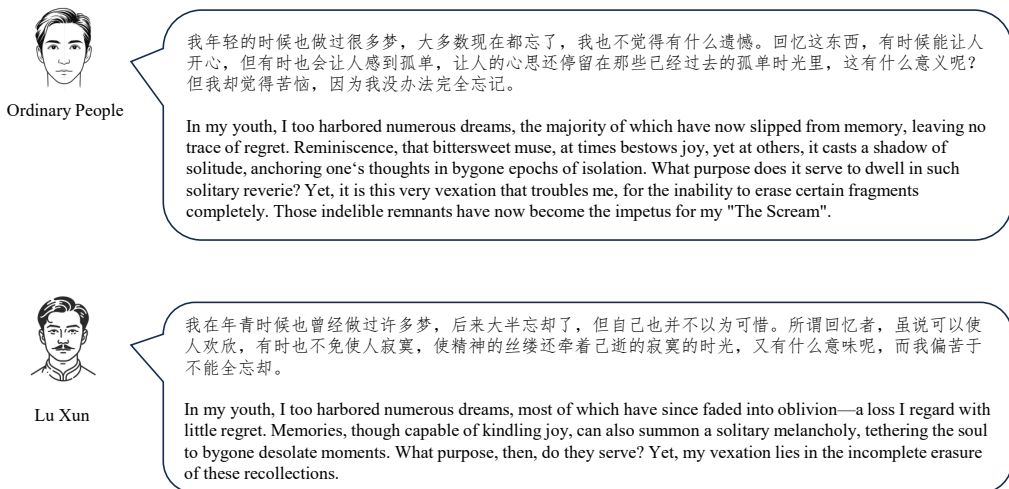 我年轻的时候也做过很多梦，大多数现在都忘了，我也不觉得有什么遗憾。回忆这东西，有时候能让人
开心，但有时也会让人感到孤单，让人的心思还停留在那些已经过去的孤单时光里，这有什么意义呢？
但我却觉得苦恼，因为我没办法完全忘记。
Ordinary People
In my youth, I too harbored numerous dreams, the majority of which have now slipped from memory, leaving no
trace of regret. Reminiscence, that bittersweet muse, at times bestows joy, yet at others, it casts a shadow of
solitude, anchoring one‘s thoughts in bygone epochs of isolation. What purpose does it serve to dwell in such
solitary reverie? Yet, it is this very vexation that troubles me, for the inability to erase certain fragments
completely. Those indelible remnants have now become the impetus for my "The Scream".
我在年青时候也曾经做过许多梦，后来大半忘却了，但自己也并不以为可惜。所谓回忆者，虽说可以使
人欢欣，有时也不免使人寂寞，使精神的丝缕还牵着已逝的寂寞的时光，又有什么意味呢，而我偏苦于
不能全忘却。
Lu Xun
In my youth, I too harbored numerous dreams, most of which have since faded into oblivion—a loss I regard with
little regret. Memories, though capable of kindling joy, can also summon a solitary melancholy, tethering the soul
to bygone desolate moments. What purpose, then, do they serve? Yet, my vexation lies in the incomplete erasure
of these recollections.